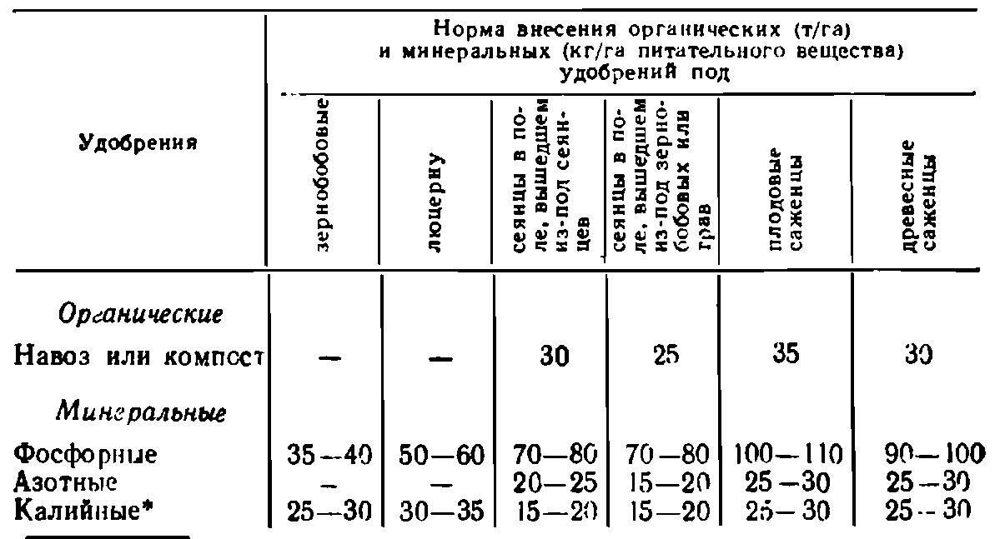 Норма внесения органических (т/га)
и минеральных (кг/га питательного вещества)
удобрений под
Удобрения
зернобобовые
люцерну
сеянцы в по-
ле, вышедшем
из-под сеян-
цев
сеянцы в по-
ле, вышедшем
из-под зерно-
бобовых или
трав
плодовые
саженцы
древесные
саженцы
Органические
Навоз или компост — — 30 25 35 30
Минеральные
Фосфорные 35—40 50—60 70—80 70—80 100—110 90—100
Азотные — — 20—25 15—20 25—30 25—30
Калийные* 25—30 30—35 15—20 15—20 25—30 25—30